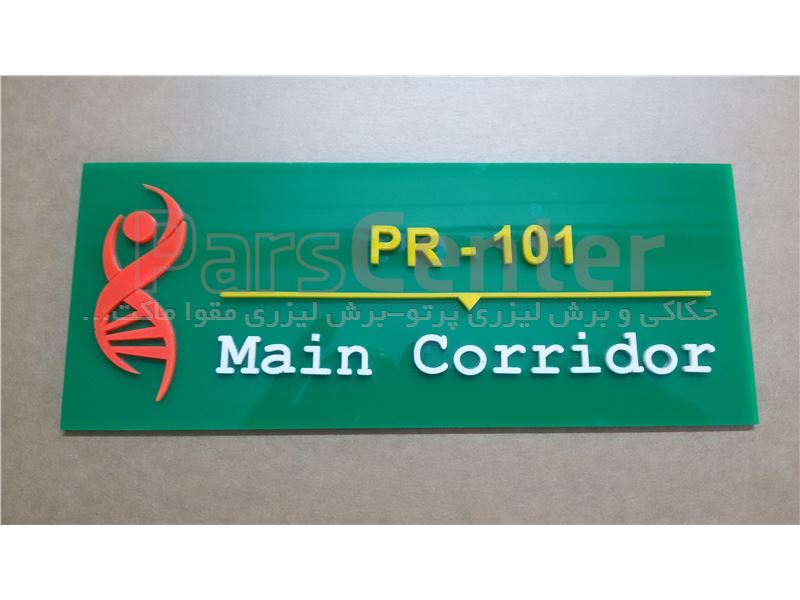 ParsCenter
PR - 101
حکاکی و برش لیزری پرتو-برش لیزری مقوا ماکت...
Main Corridor